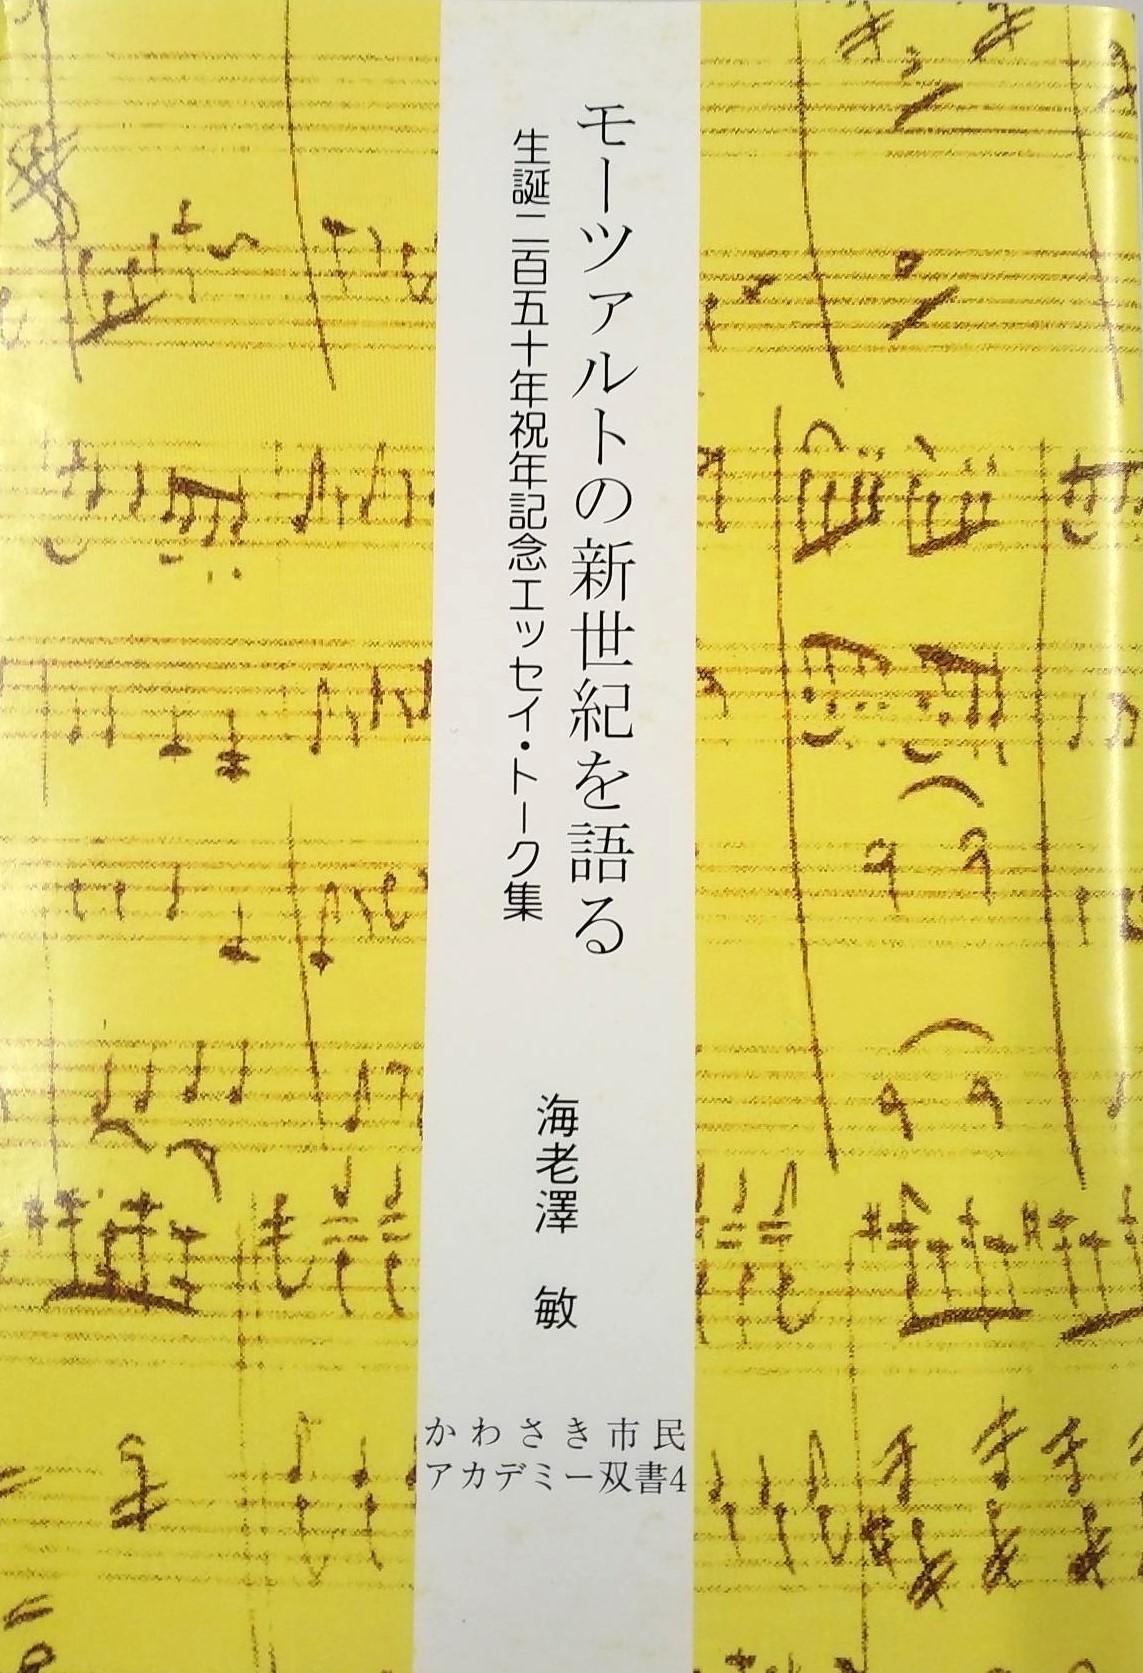 モーツァルトの新世紀を語る
生誕二百五十年祝年記念エッセイ・トーク集
海老澤 敏
かわさき市民
アカデミー双書4